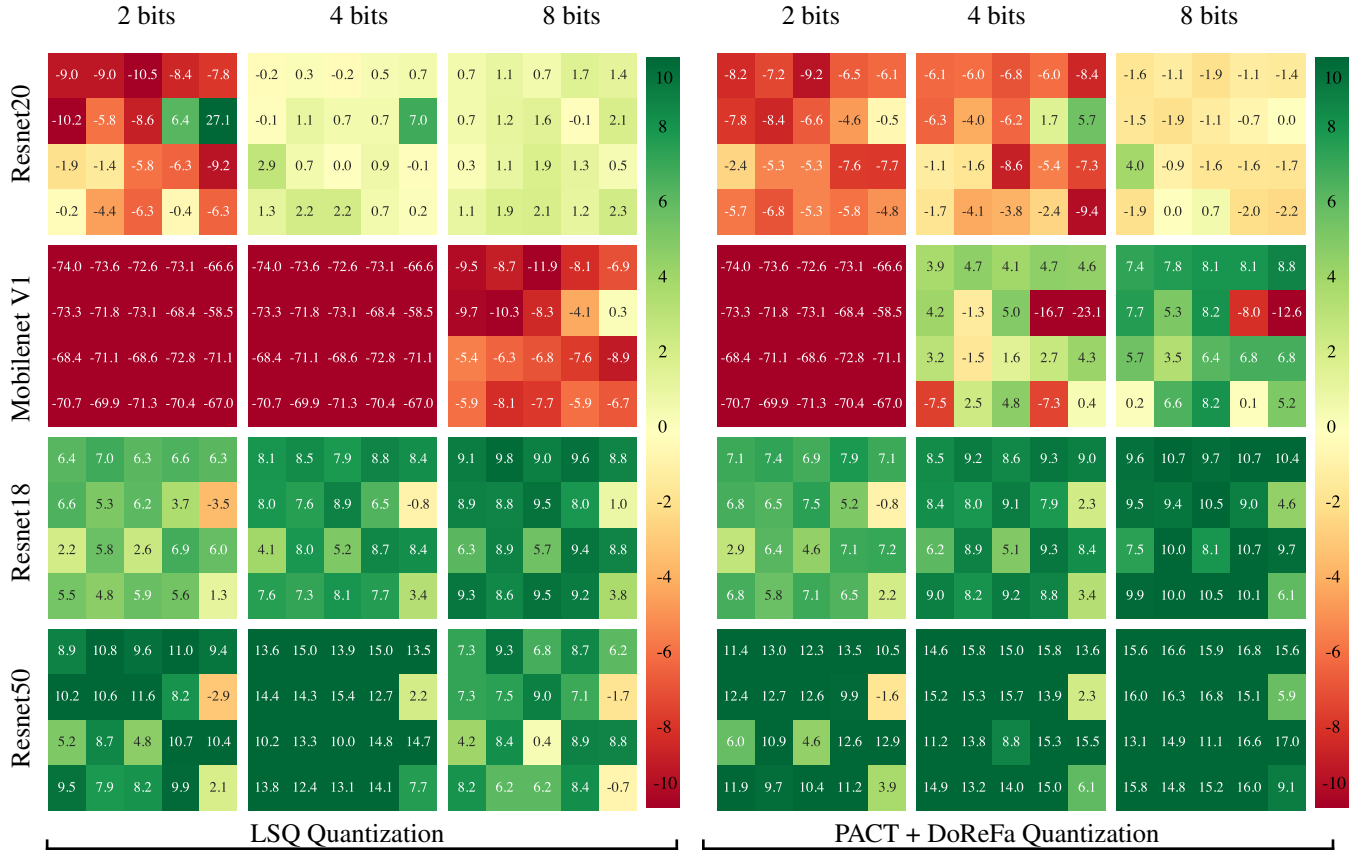 2 bits 4 bits 8 bits 2 bits 4 bits 8 bits
Resnet20
-9.0 -9.0 -10.5 -8.4 -7.8 -0.2 0.3 -0.2 0.5 0.7 0.7 1.1 0.7 1.7 1.4 10 -8.2 -7.2 -9.2 -6.5 -6.1 -6.1 -6.0 -6.8 -6.0 -8.4 -1.6 -1.1 -1.9 -1.1 -1.4 10
-10.2 -5.8 -8.6 6.4 27.1 -0.1 1.1 0.7 0.7 7.0 0.7 1.2 1.6 -0.1 2.1 8 -7.8 -8.4 -6.6 -4.6 -0.5 -6.3 -4.0 -6.2 1.7 5.7 -1.5 -1.9 -1.1 -0.7 0.0 8
-1.9 -1.4 -5.8 -6.3 -9.2 2.9 0.7 0.0 0.9 -0.1 0.3 1.1 1.9 1.3 0.5 -2.4 -5.3 -5.3 -7.6 -7.7 -1.1 -1.6 -8.6 -5.4 -7.3 4.0 -0.9 -1.6 -1.6 -1.7
-0.2 -4.4 -6.3 -0.4 -6.3 1.3 2.2 2.2 0.7 0.2 1.1 1.9 2.1 1.2 2.3 6 -5.7 -6.8 -5.3 -5.8 -4.8 -1.7 -4.1 -3.8 -2.4 -9.4 -1.9 0.0 0.7 -2.0 -2.2 6
Mobilenet V1
-74.0 -73.6 -72.6 -73.1 -66.6 -74.0 -73.6 -72.6 -73.1 -66.6 -9.5 -8.7 -11.9 -8.1 -6.9 4 -74.0 -73.6 -72.6 -73.1 -66.6 3.9 4.7 4.1 4.7 4.6 7.4 7.8 8.1 8.1 8.8 4
-73.3 -71.8 -73.1 -68.4 -58.5 -73.3 -71.8 -73.1 -68.4 -58.5 -9.7 -10.3 -8.3 -4.1 0.3 -73.3 -71.8 -73.1 -68.4 -58.5 4.2 -1.3 5.0 -16.7 -23.1 7.7 5.3 8.2 -8.0 -12.6
-68.4 -71.1 -68.6 -72.8 -71.1 -68.4 -71.1 -68.6 -72.8 -71.1 -5.4 -6.3 -6.8 -7.6 -8.9 2 -68.4 -71.1 -68.6 -72.8 -71.1 3.2 -1.5 1.6 2.7 4.3 5.7 3.5 6.4 6.8 6.8 2
-70.7 -69.9 -71.3 -70.4 -67.0 -70.7 -69.9 -71.3 -70.4 -67.0 -5.9 -8.1 -7.7 -5.9 -6.7 0 -70.7 -69.9 -71.3 -70.4 -67.0 -7.5 2.5 4.8 -7.3 0.4 0.2 6.6 8.2 0.1 5.2 0
Resnet18
6.4 7.0 6.3 6.6 6.3 8.1 8.5 7.9 8.8 8.4 9.1 9.8 9.0 9.6 8.8 7.1 7.4 6.9 7.9 7.1 8.5 9.2 8.6 9.3 9.0 9.6 10.7 9.7 10.7 10.4
6.6 5.3 6.2 3.7 -3.5 8.0 7.6 8.9 6.5 -0.8 8.9 8.8 9.5 8.0 1.0 -2 6.8 6.5 7.5 5.2 -0.8 8.4 8.0 9.1 7.9 2.3 9.5 9.4 10.5 9.0 4.6 -2
2.2 5.8 2.6 6.9 6.0 4.1 8.0 5.2 8.7 8.4 6.3 8.9 5.7 9.4 8.8 -4 2.9 6.4 4.6 7.1 7.2 6.2 8.9 5.1 9.3 8.4 7.5 10.0 8.1 10.7 9.7 -4
5.5 4.8 5.9 5.6 1.3 7.6 7.3 8.1 7.7 3.4 9.3 8.6 9.5 9.2 3.8 6.8 5.8 7.1 6.5 2.2 9.0 8.2 9.2 8.8 3.4 9.9 10.0 10.5 10.1 6.1
Resnet50
8.9 10.8 9.6 11.0 9.4 13.6 15.0 13.9 15.0 13.5 7.3 9.3 6.8 8.7 6.2 -6 11.4 13.0 12.3 13.5 10.5 14.6 15.8 15.0 15.8 13.6 15.6 16.6 15.9 16.8 15.6 -6
10.2 10.6 11.6 8.2 -2.9 14.4 14.3 15.4 12.7 2.2 7.3 7.5 9.0 7.1 -1.7 12.4 12.7 12.6 9.9 -1.6 15.2 15.3 15.7 13.9 2.3 16.0 16.3 16.8 15.1 5.9
5.2 8.7 4.8 10.7 10.4 10.2 13.3 10.0 14.8 14.7 4.2 8.4 0.4 8.9 8.8 -8 6.0 10.9 4.6 12.6 12.9 11.2 13.8 8.8 15.3 15.5 13.1 14.9 11.1 16.6 17.0 -8
9.5 7.9 8.2 9.9 2.1 13.8 12.4 13.1 14.1 7.7 8.2 6.2 6.2 8.4 -0.7 -10 11.9 9.7 10.4 11.2 3.9 14.9 13.2 14.0 15.0 6.1 15.8 14.8 15.2 16.0 9.1 -10
LSQ Quantization PACT + DoReFa Quantization